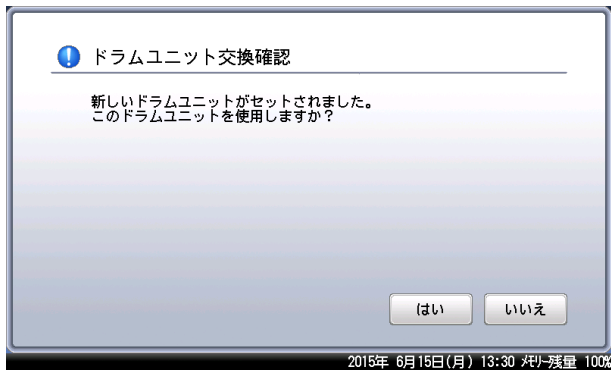 ドラムユニット交換確認
新しいドラムユニットがセットされました。
このドラムユニットを使用しますか？
はい いいえ
2015年 6月15日(月) 13:30 ﾒﾓﾘｰ残量 100%